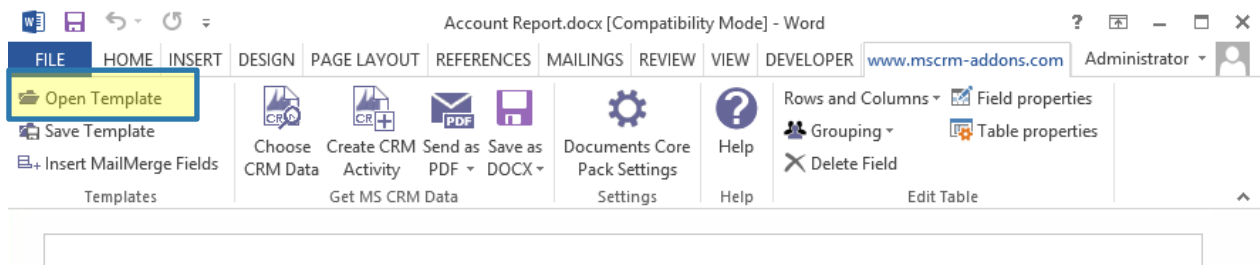 Account Report.docx [Compatibility Mode] - Word
FILE HOME INSERT DESIGN PAGE LAYOUT REFERENCES MAILINGS REVIEW VIEW DEVELOPER www.mscrm-addons.com Administrator
Open Template
Save Template
Insert MailMerge Fields
Templates
CRM
Choose
CRM Data
CRM
Create CRM
Activity
PDF
Send as
PDF
Save as
DOCX
Get MS CRM Data
Documents Core
Pack Settings
Settings
Help
Help
Rows and Columns
Grouping
Delete Field
Field properties
Table properties
Edit Table